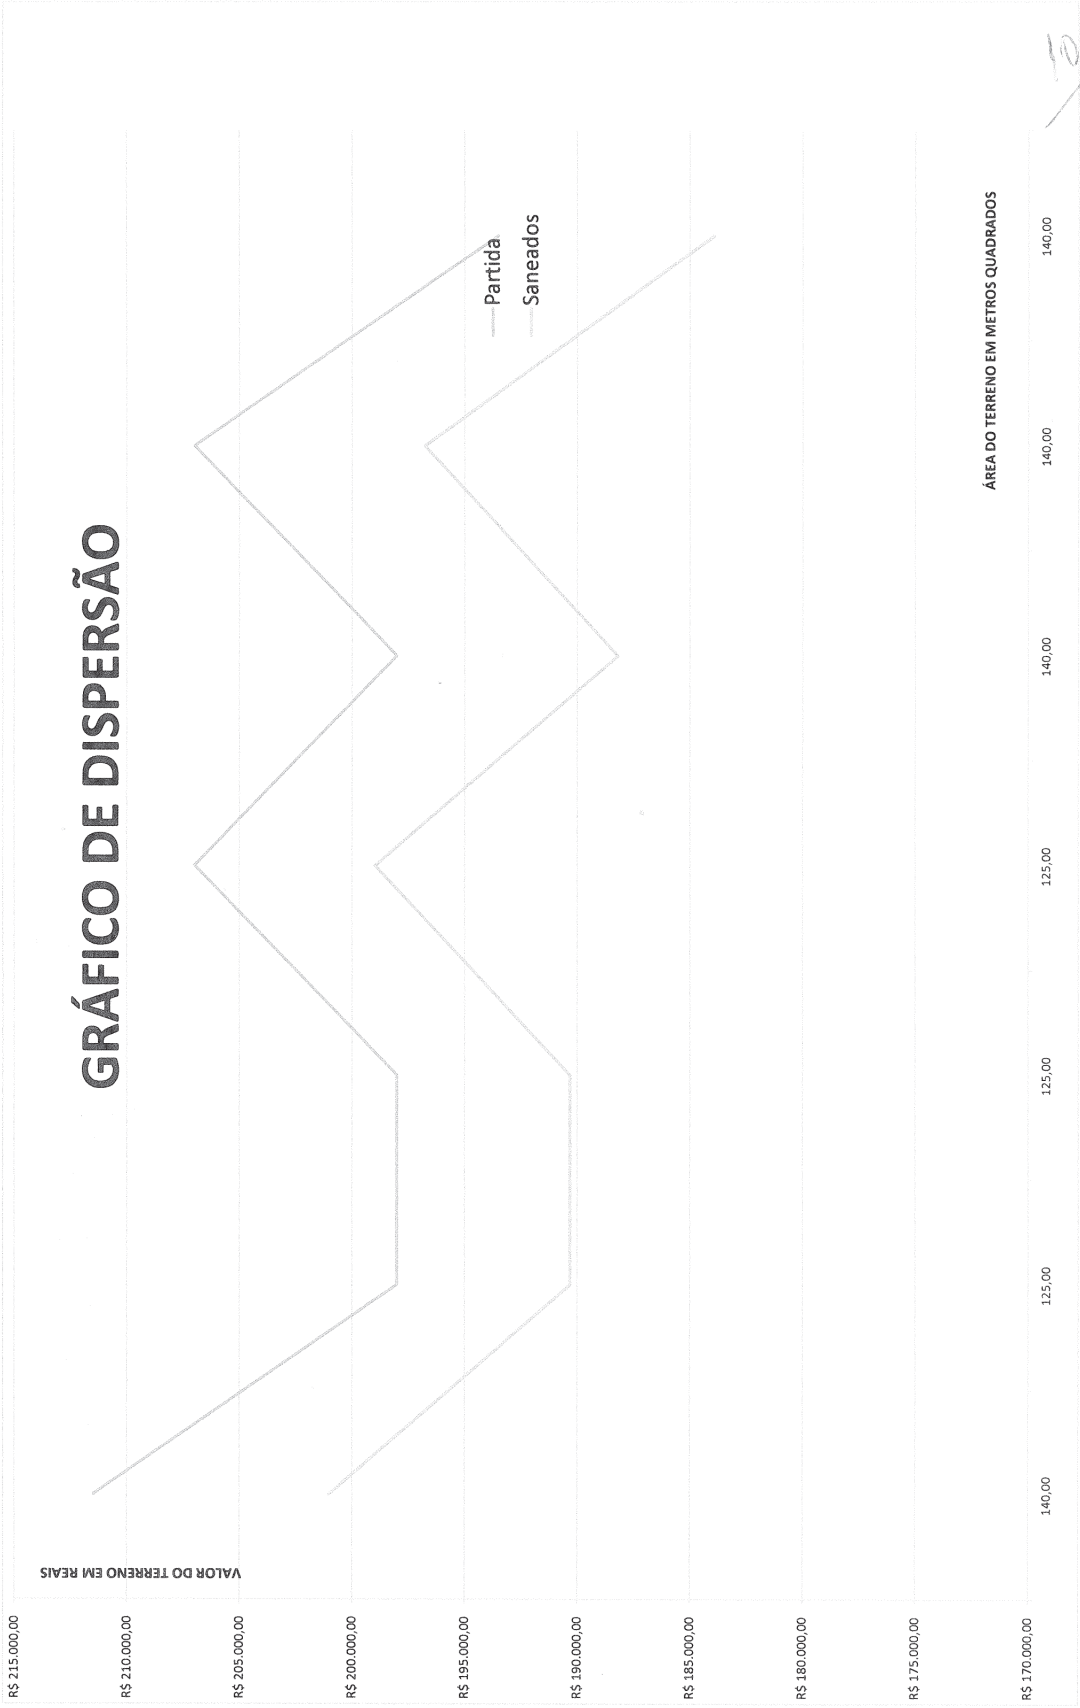 GRÁFICO DE DISPERSÃO
VALOR DO TERRENO EM REAIS
R$ 215.000,00
R$ 210.000,00
R$ 205.000,00
R$ 200.000,00
R$ 195.000,00
R$ 190.000,00
R$ 185.000,00
R$ 180.000,00
R$ 175.000,00
R$ 170.000,00
Partida
Saneados
ÁREA DO TERRENO EM METROS QUADRADOS
140,00 125,00 125,00 125,00 140,00 140,00 140,00